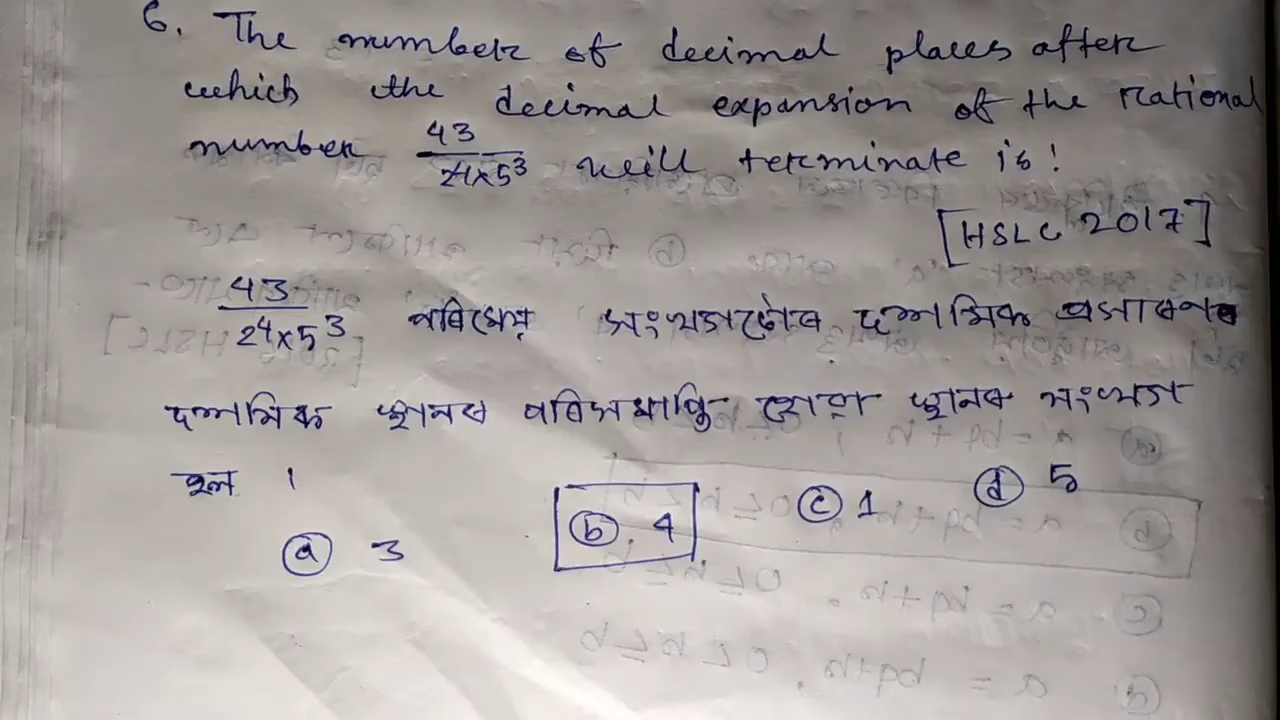 6. The number of decimal places after
which the decimal expansion of the rational
number 43/2⁴×5³ will terminate is!
[HSLC 2017]
43/2⁴×5³ পৰিমেয় সংখ্যাটোৰ দশমিক প্ৰসাৰণৰ
দশমিক স্থানৰ পৰিসমাপ্তি হোৱা স্থানৰ সংখ্যা
হল ।
ⓐ 3 ⓑ 4 ⓒ 1 ⓓ 5